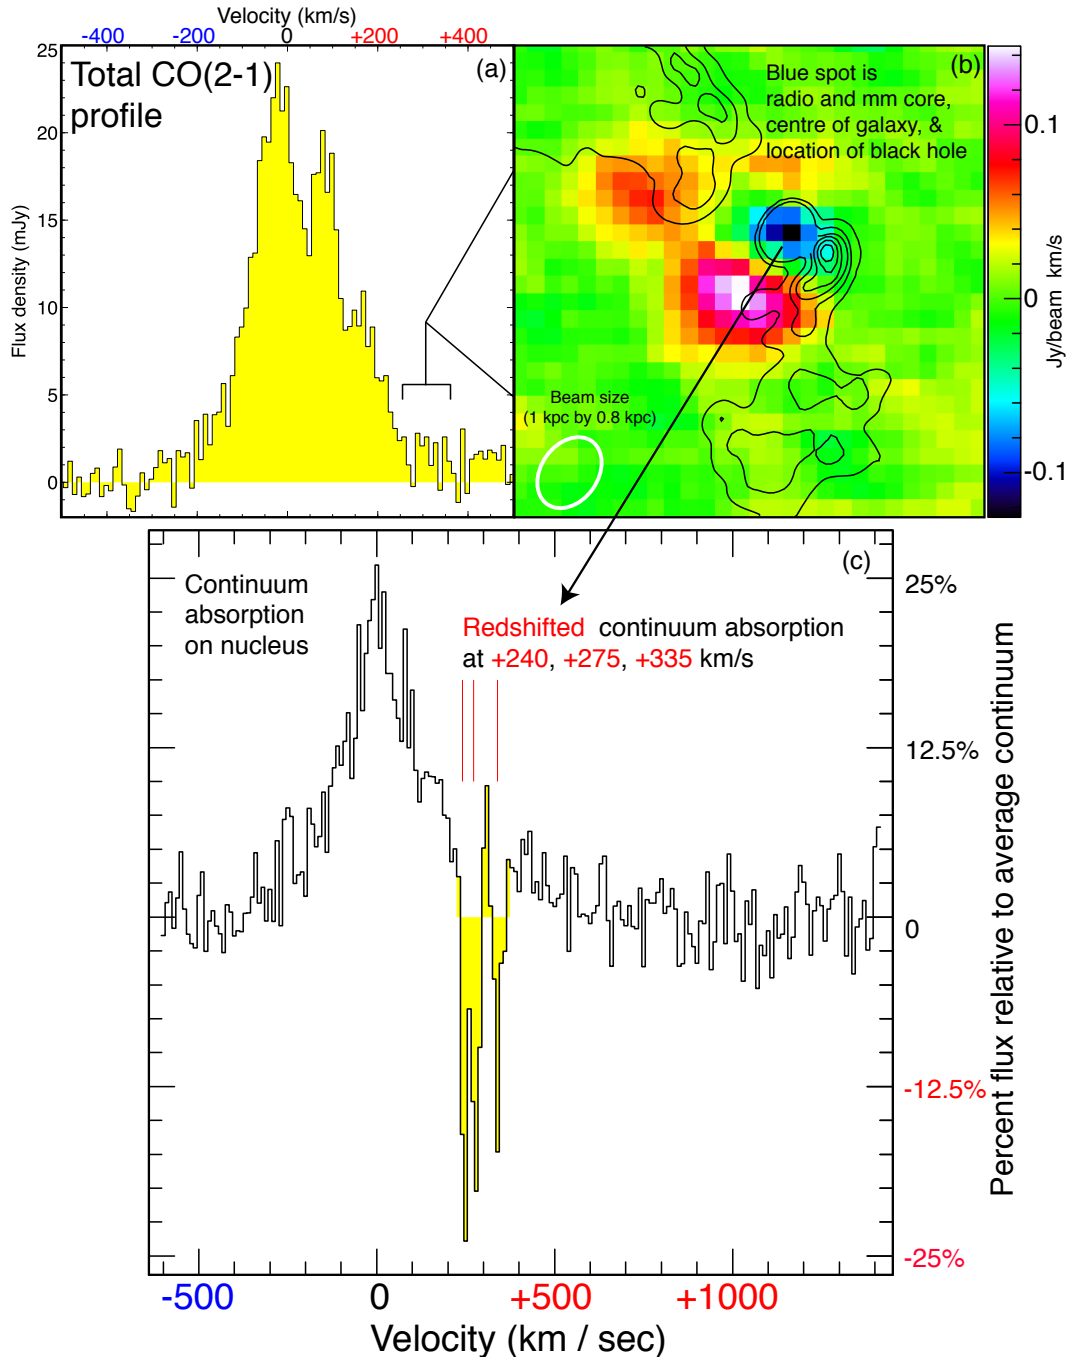 Velocity (km/s)
-400 -200 0 +200 +400
25
20
15
10
5
0
Flux density (mJy)
Total CO(2-1)
profile
(a)
(b)
Blue spot is
radio and mm core,
centre of galaxy, &
location of black hole
Beam size
(1 kpc by 0.8 kpc)
0.1
0
-0.1
Jy/beam km/s
(c)
Continuum
absorption
on nucleus
Redshifted continuum absorption
at +240, +275, +335 km/s
25%
12.5%
0
-12.5%
-25%
Percent flux relative to average continuum
-500 0 +500 +1000
Velocity (km / sec)